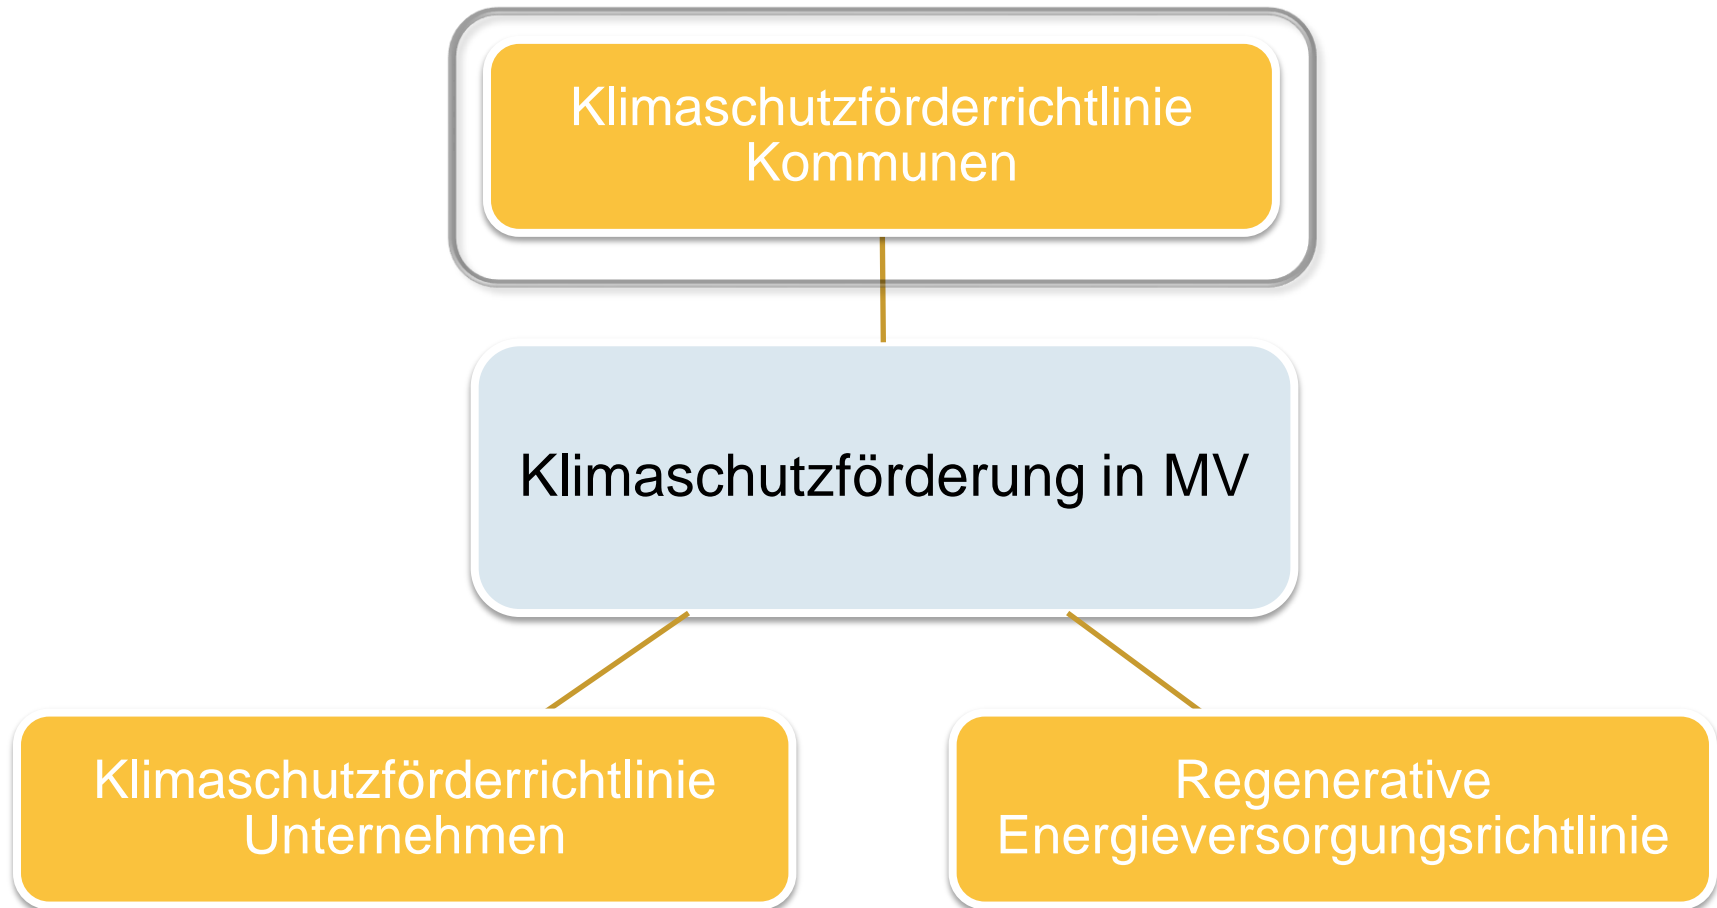 Klimaschutzförderrichtlinie
Kommunen
Klimaschutzförderung in MV
Klimaschutzförderrichtlinie
Unternehmen
Regenerative
Energieversorgungsrichtlinie